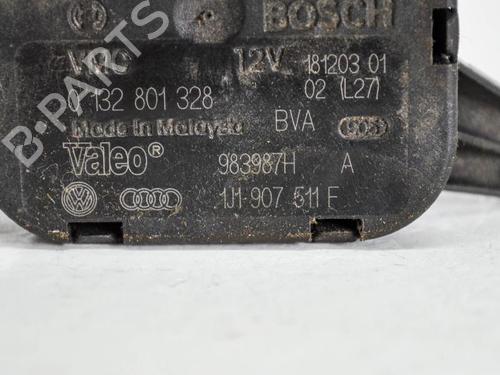 BOSCH
12V 181203 01
0 132 801 328 02 (L27)
Made In Malaysia BVA
Valeo® 983987H A
1J1 907 511 F
B-PARTS